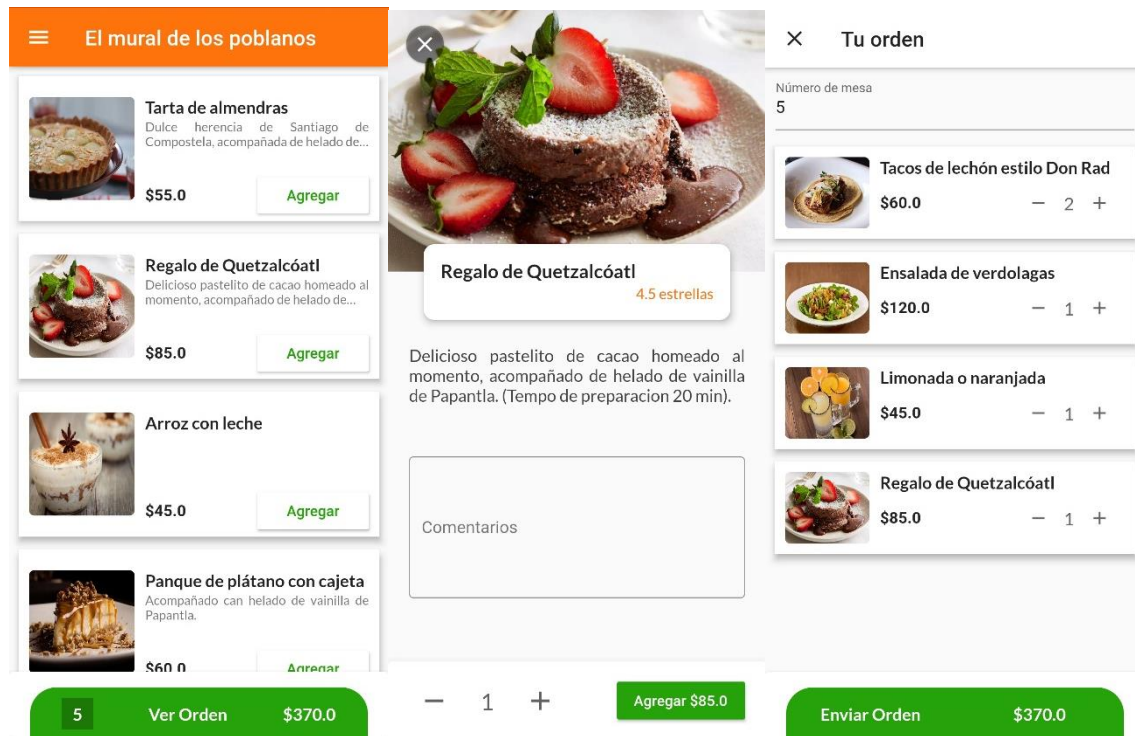 El mural de los poblanos
Tarta de almendras
Dulce herencia de Santiago de
Compostela, acompañada de helado de...
$55.0
Agregar
Regalo de Quetzalcóatl
Delicioso pastelito de cacao homeado al
momento, acompañado de helado de...
$85.0
Agregar
Arroz con leche
$45.0
Agregar
Panque de plátano con cajeta
Acompañado can helado de vainilla de
Papantla.
$60.0
Agregar
5
Ver Orden
$370.0
Regalo de Quetzalcóatl
4.5 estrellas
Delicioso pastelito de cacao homeado al
momento, acompañado de helado de vainilla
de Papantla. (Tempo de preparacion 20 min).
Comentarios
− 1 +
Agregar $85.0
Tu orden
Número de mesa
5
Tacos de lechón estilo Don Rad
$60.0
− 2 +
Ensalada de verdolagas
$120.0
− 1 +
Limonada o naranjada
$45.0
− 1 +
Regalo de Quetzalcóatl
$85.0
− 1 +
Enviar Orden
$370.0